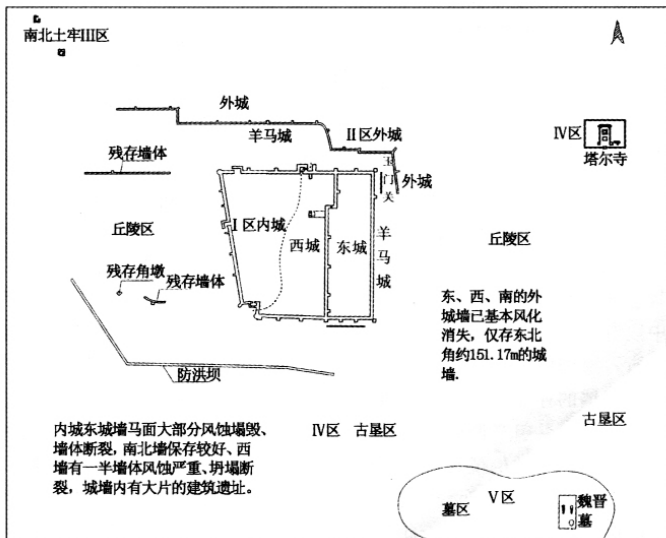 南北土牢III区
外城
羊马城
II区外城
IV区
塔尔寺
残存墙体
玉门关
外城
I区内城
丘陵区
西城
东城
羊马城
丘陵区
残存角墩
残存墙体
东、西、南的外
城墙已基本风化
消失，仅存东北
角约151.17m的城
墙.
防洪坝
内城东城墙马面大部分风蚀塌毁、
墙体断裂，南北墙保存较好、西
墙有一半墙体风蚀严重、坍塌断
裂，城墙内有大片的建筑遗址。
IV区 古垦区
古垦区
墓区
V区
魏晋
墓